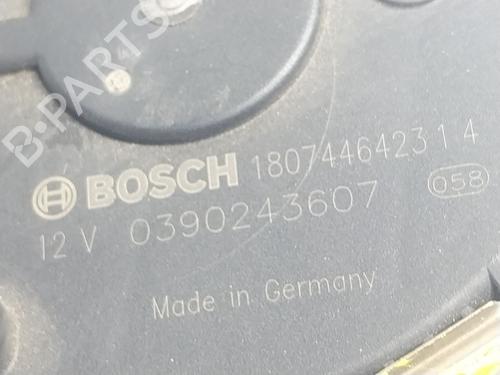 B-PARTS
BOSCH 1807446423 1 4
12 V 0390243607 058
Made in Germany